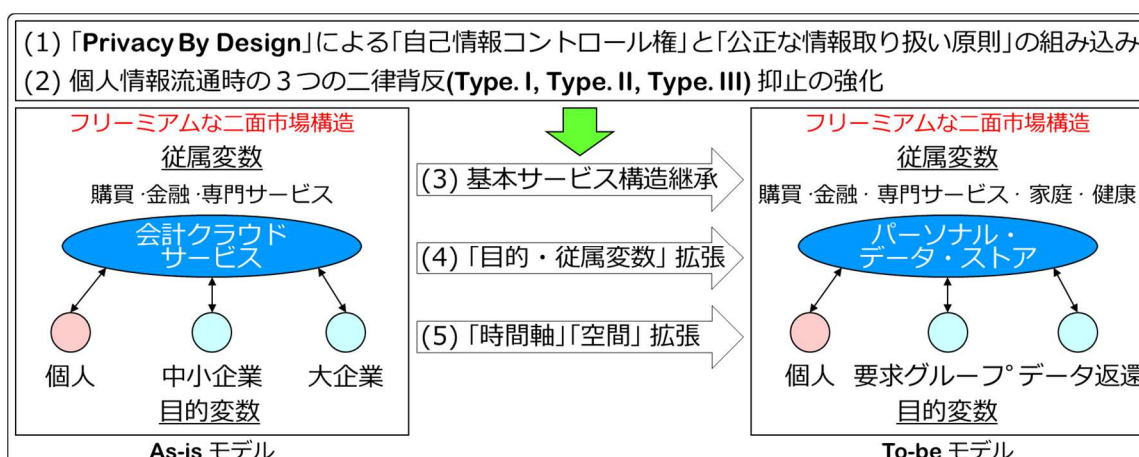 (1)「Privacy By Design」による「自己情報コントロール権」と「公正な情報取り扱い原則」の組み込み
(2) 個人情報流通時の３つの二律背反(Type. I, Type. II, Type. III) 抑止の強化
フリーミアムな二面市場構造
従属変数
購買・金融・専門サービス
会計クラウド
サービス
個人
中小企業
大企業
目的変数
As-is モデル
(3) 基本サービス構造継承
(4)「目的・従属変数」拡張
(5)「時間軸」「空間」拡張
フリーミアムな二面市場構造
従属変数
購買・金融・専門サービス・家庭・健康
パーソナル・
データ・ストア
個人
要求グループ°
データ返還
目的変数
To-be モデル